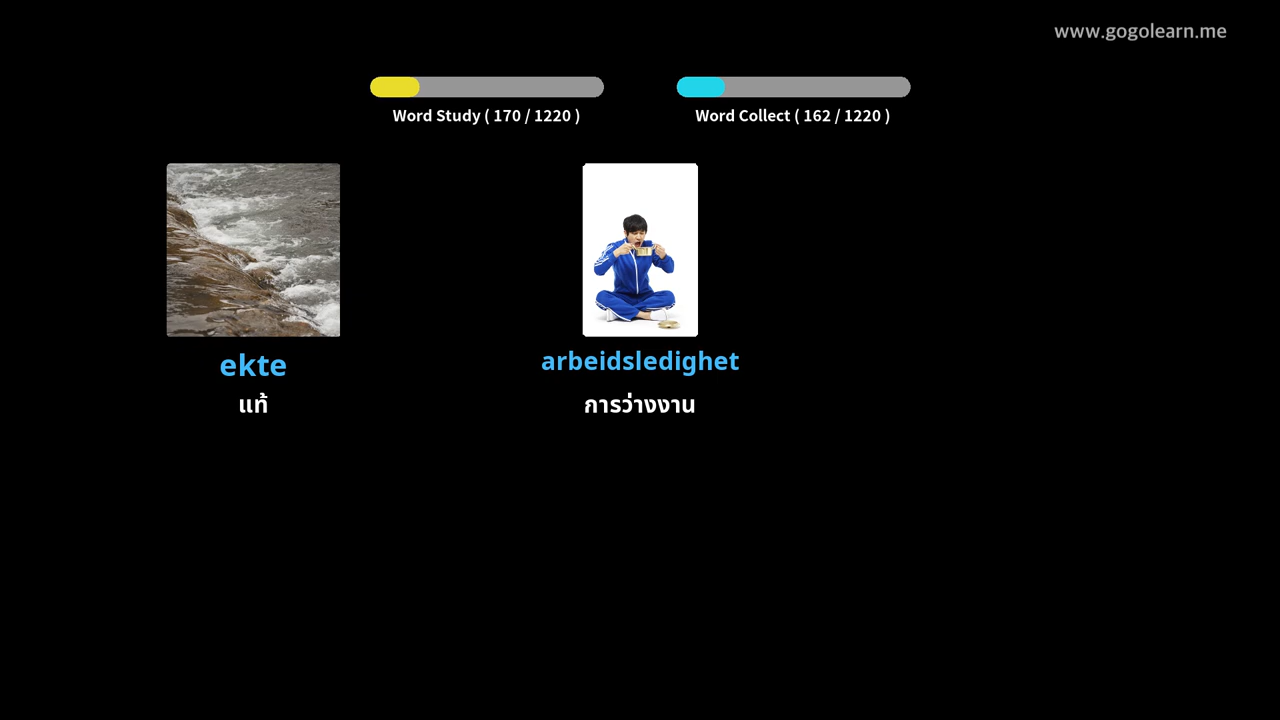 www.gogolearn.me
Word Study ( 170 / 1220 )
Word Collect ( 162 / 1220 )
ekte
แท้
arbeidsledighet
การว่างงาน